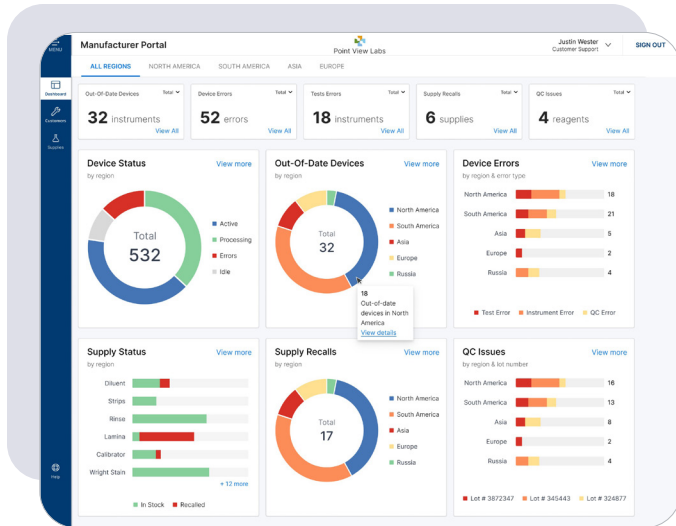 MENU
Manufacturer Portal
Point View Labs
Justin Wester
Customer Support
SIGN OUT
ALL REGIONS NORTH AMERICA SOUTH AMERICA ASIA EUROPE
Dashboard
Customers
Supplies
Help
Out-Of-Date Devices Total
32 instruments
View All
Device Errors Total
52 errors
View All
Tests Errors Total
18 instruments
View All
Supply Recalls Total
6 supplies
View All
QC Issues Total
4 reagents
View All
Device Status View more
by region
Total
532
Active
Processing
Errors
Idle
Out-Of-Date Devices View more
by region
Total
32
North America
South America
Asia
Europe
Russia
18
Out-of-date
devices in North
America
View details
Device Errors View more
by region & error type
North America 18
South America 21
Asia 5
Europe 2
Russia 4
Test Error Instrument Error QC Error
Supply Status View more
by region
Diluent
Strips
Rinse
Lamina
Calibrator
Wright Stain
+ 12 more
In Stock Recalled
Supply Recalls View more
by region
Total
17
North America
South America
Asia
Europe
Russia
QC Issues View more
by region & lot number
North America 16
South America 13
Asia 8
Europe 2
Russia 4
Lot # 3872347 Lot # 345443 Lot # 324877